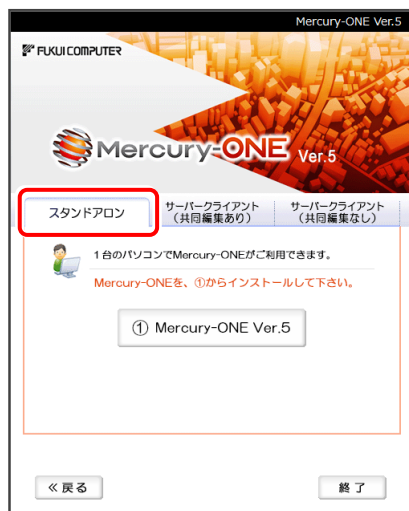 Mercury-ONE Ver.5
FUKUI COMPUTER
Mercury-ONE Ver.5
スタンドアロン
サーバークライアント
（共同編集あり）
サーバークライアント
（共同編集なし）
1台のパソコンでMercury-ONEがご利用できます。
Mercury-ONEを、①からインストールして下さい。
① Mercury-ONE Ver.5
≪戻る
終了